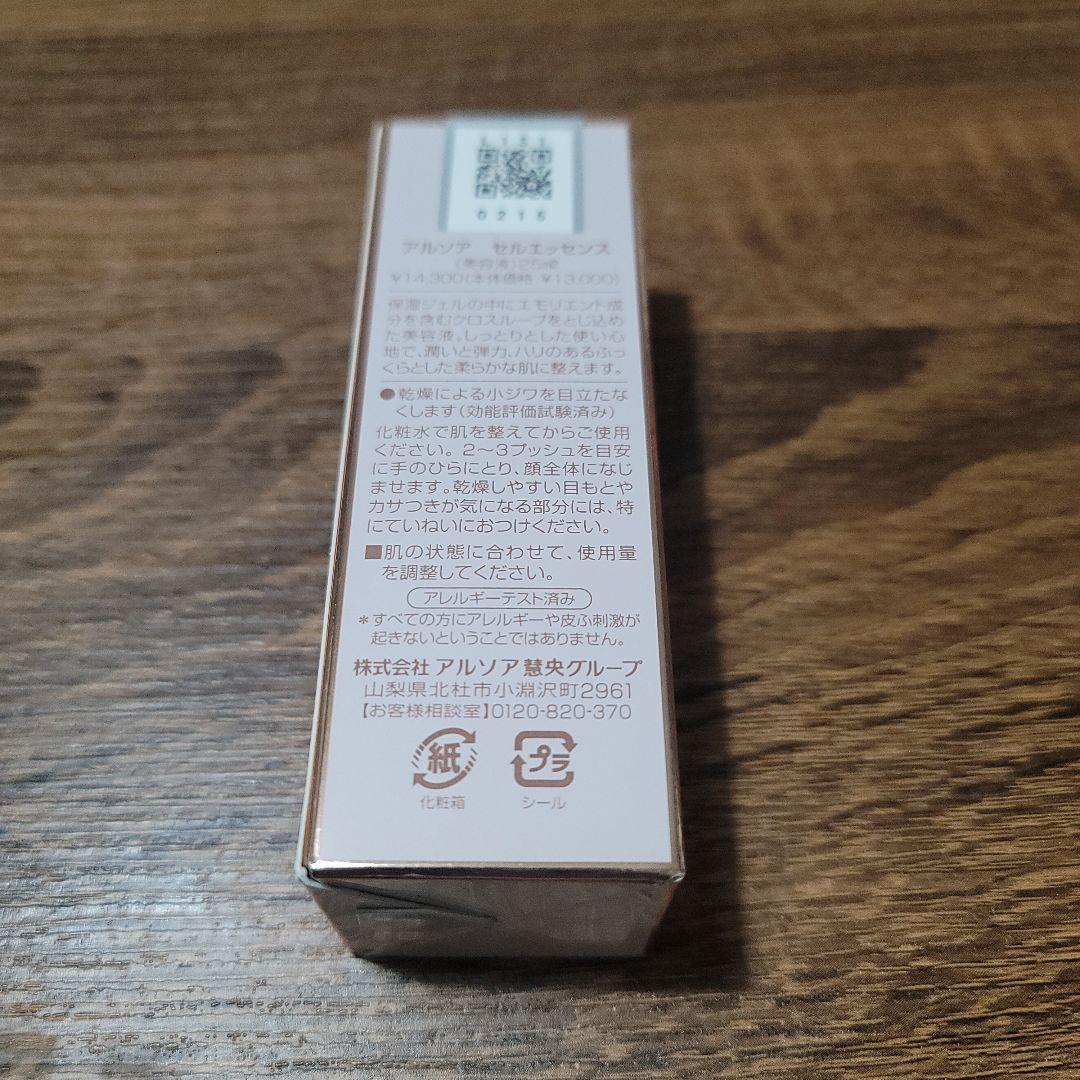 0215
アルソア　セルエッセンス
(美容液)25㎖
¥14,300(本体価格 ¥13,000)
保湿ジェルの中にエモリエント成
分を含むクロスループをとじ込め
た美容液。しっとりとした使い心
地で、潤いと弾力、ハリのあるふっ
くらとした柔らかな肌に整えます。
●乾燥による小ジワを目立たな
くします(効能評価試験済み)
化粧水で肌を整えてからご使用
ください。2〜3プッシュを目安
に手のひらにとり、顔全体になじ
ませます。乾燥しやすい目もとや
カサつきが気になる部分には、特
にていねいにおつけください。
■肌の状態に合わせて、使用量
を調整してください。
アレルギーテスト済み
*すべての方にアレルギーや皮ふ刺激が
起きないということではありません。
株式会社 アルソア慧央グループ
山梨県北杜市小淵沢町2961
【お客様相談室】0120-820-370
紙 プラ
化粧箱 シール